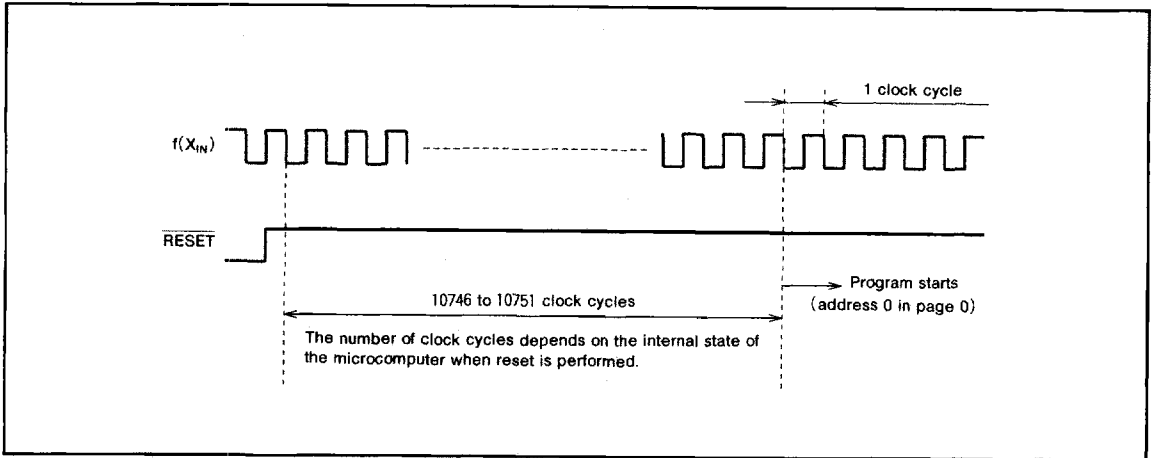 1 clock cycle
f(XIN)
RESET
10746 to 10751 clock cycles
Program starts
(address 0 in page 0)
The number of clock cycles depends on the internal state of
the microcomputer when reset is performed.